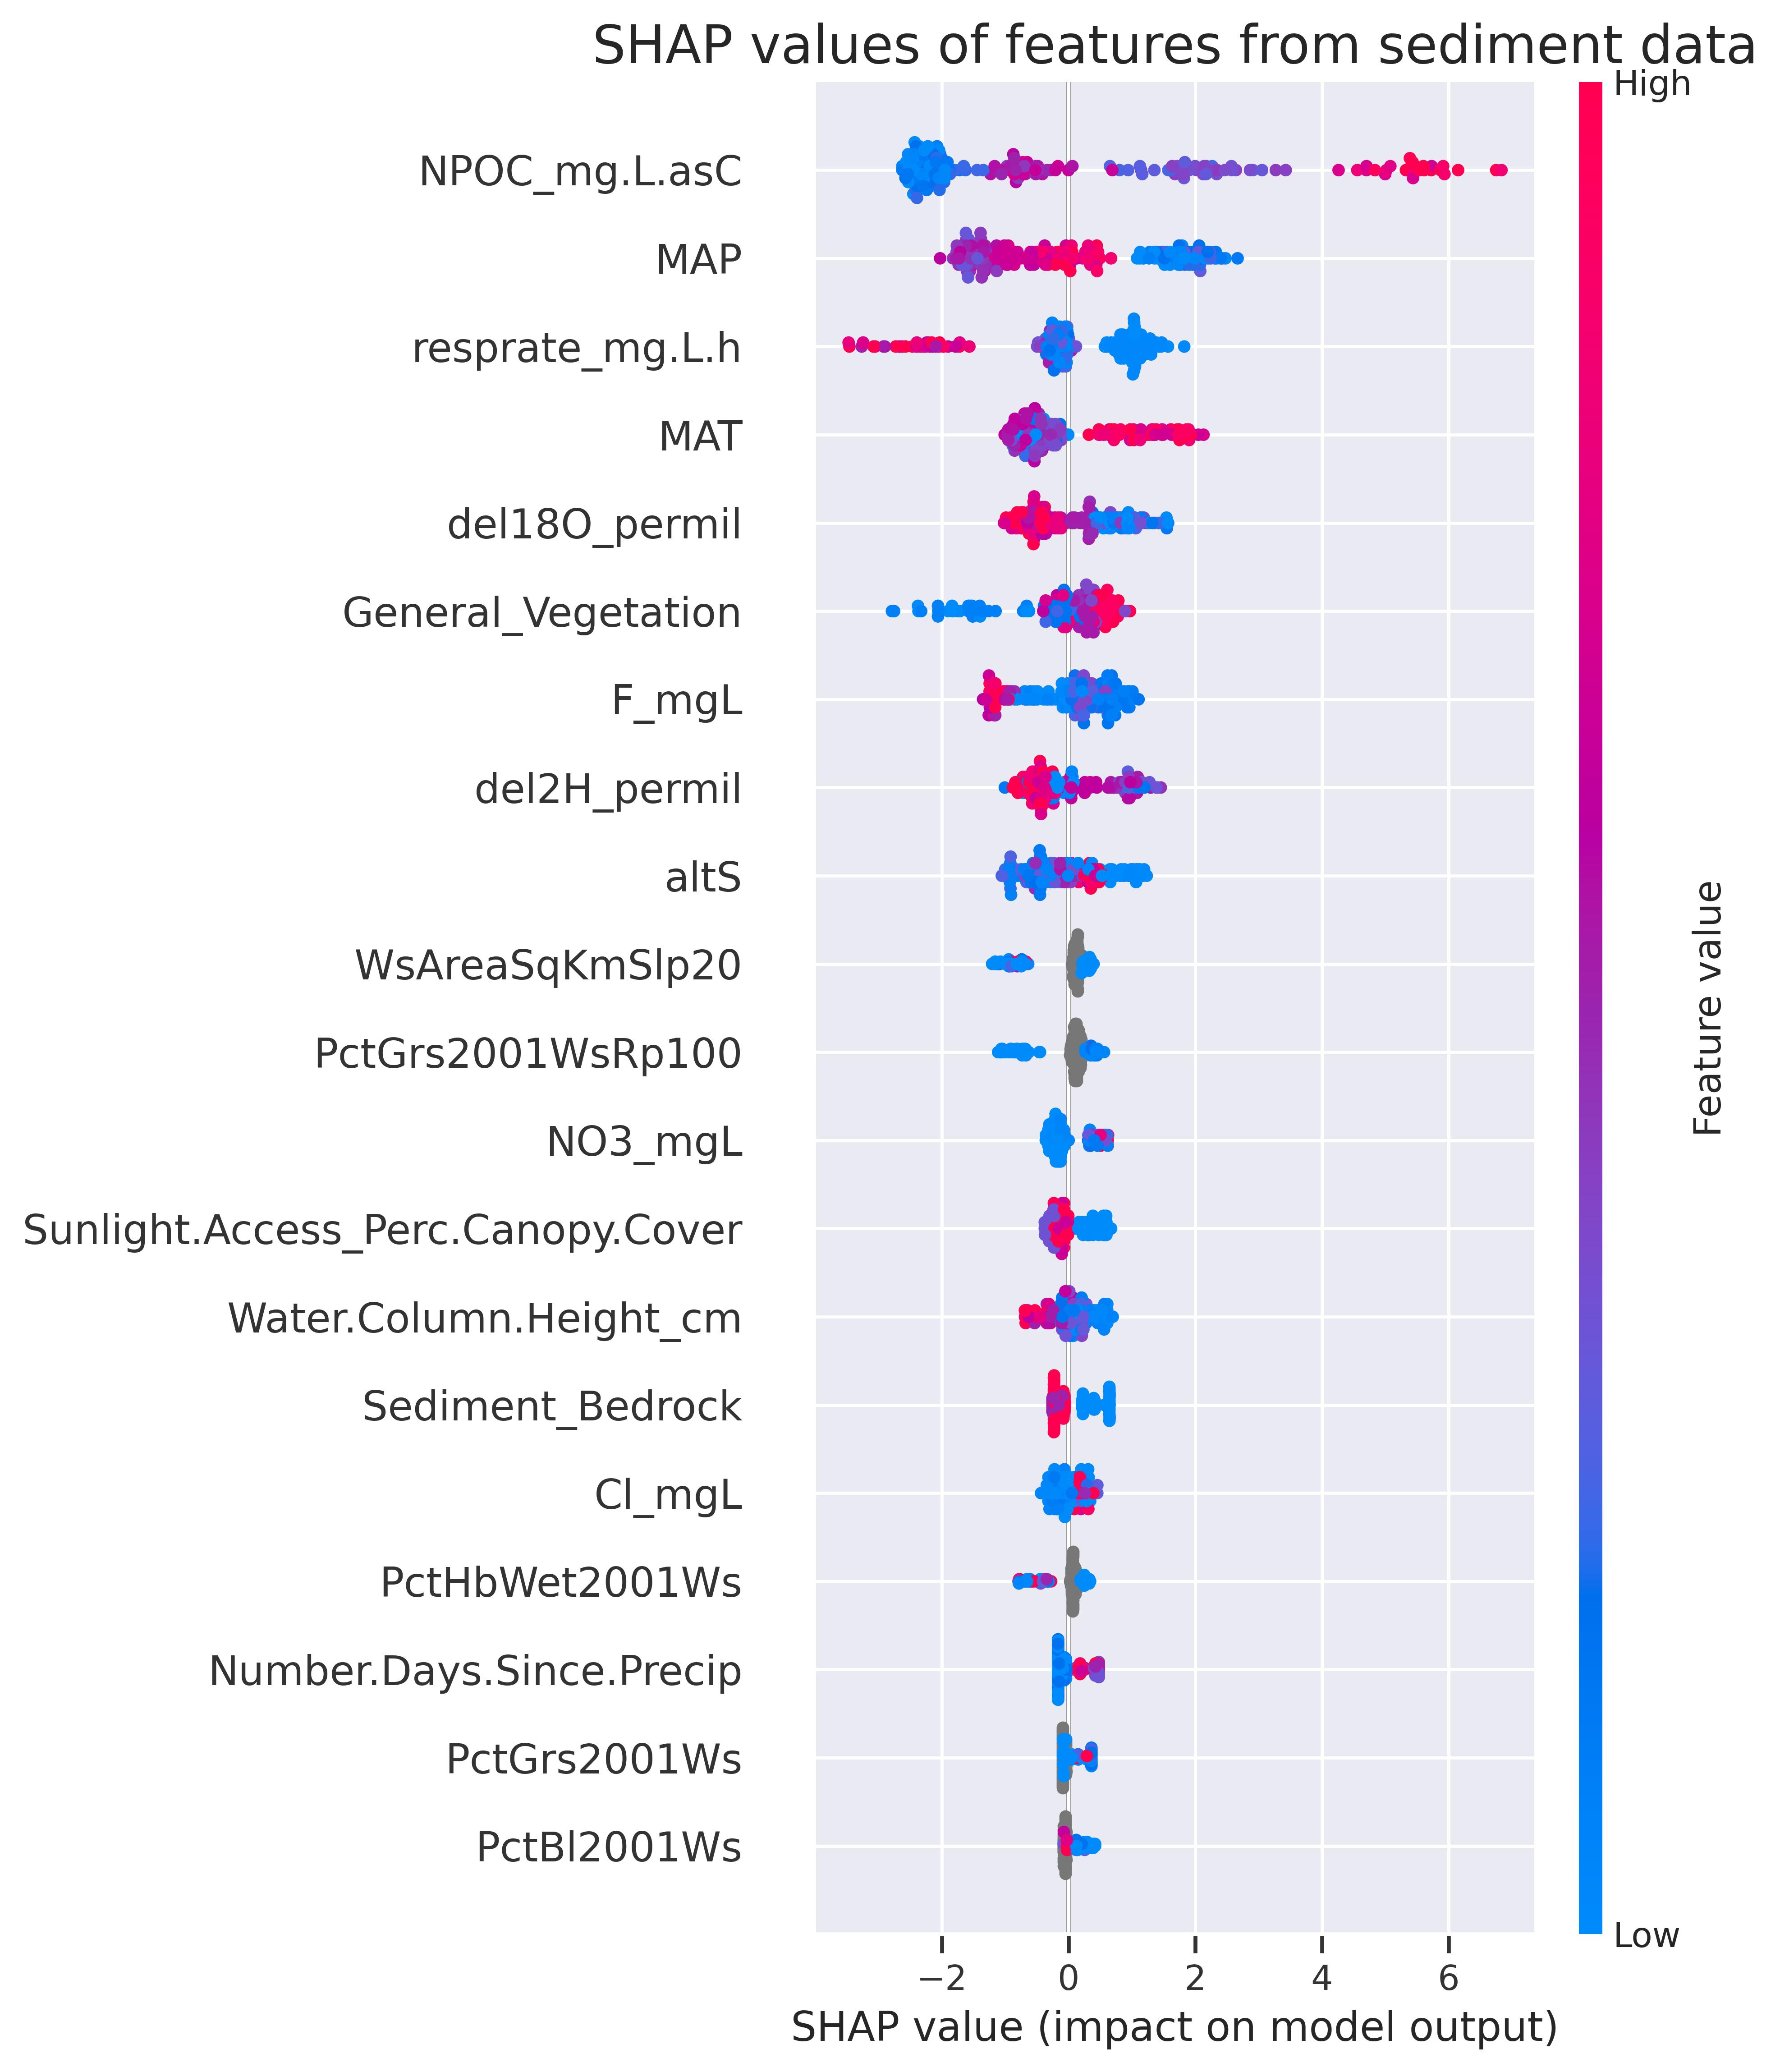 SHAP values of features from sediment data
High
NPOC_mg.L.asC
MAP
resprate_mg.L.h
MAT
del18O_permil
General_Vegetation
F_mgL
del2H_permil
altS
WsAreaSqKmSlp20
PctGrs2001WsRp100
NO3_mgL
Sunlight.Access_Perc.Canopy.Cover
Water.Column.Height_cm
Sediment_Bedrock
Cl_mgL
PctHbWet2001Ws
Number.Days.Since.Precip
PctGrs2001Ws
PctBl2001Ws
Feature value
Low
−2 0 2 4 6
SHAP value (impact on model output)